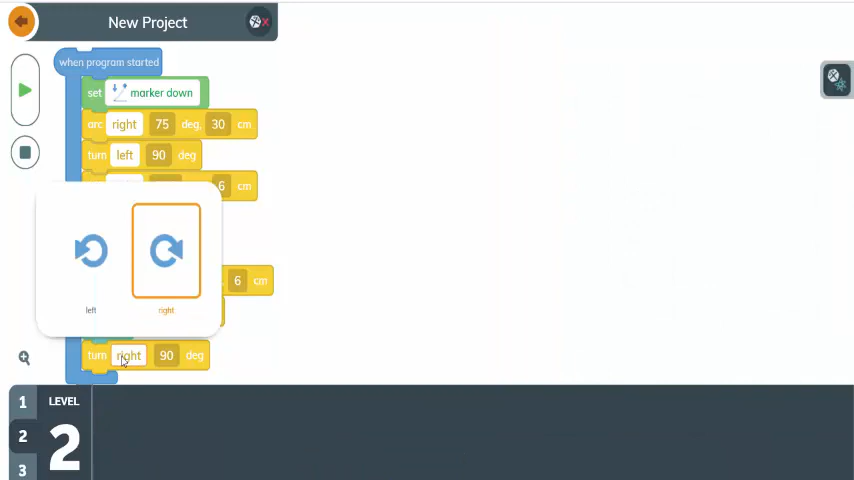 New Project
when program started
set marker down
arc right 75 deg, 30 cm
turn left 90 deg
6 cm
left right
6 cm
turn right 90 deg
1 LEVEL
2 2
3